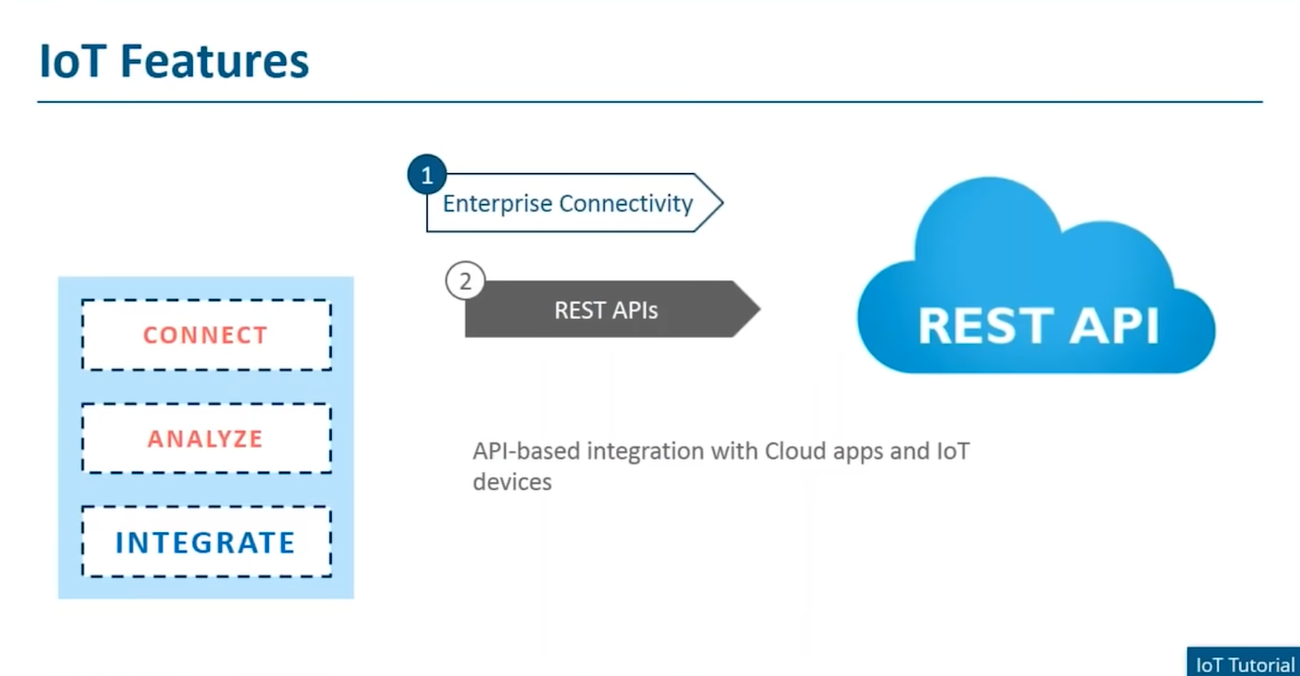 IoT Features
1
Enterprise Connectivity
2
REST APIs
REST API
CONNECT
ANALYZE
INTEGRATE
API-based integration with Cloud apps and IoT
devices
IoT Tutorial